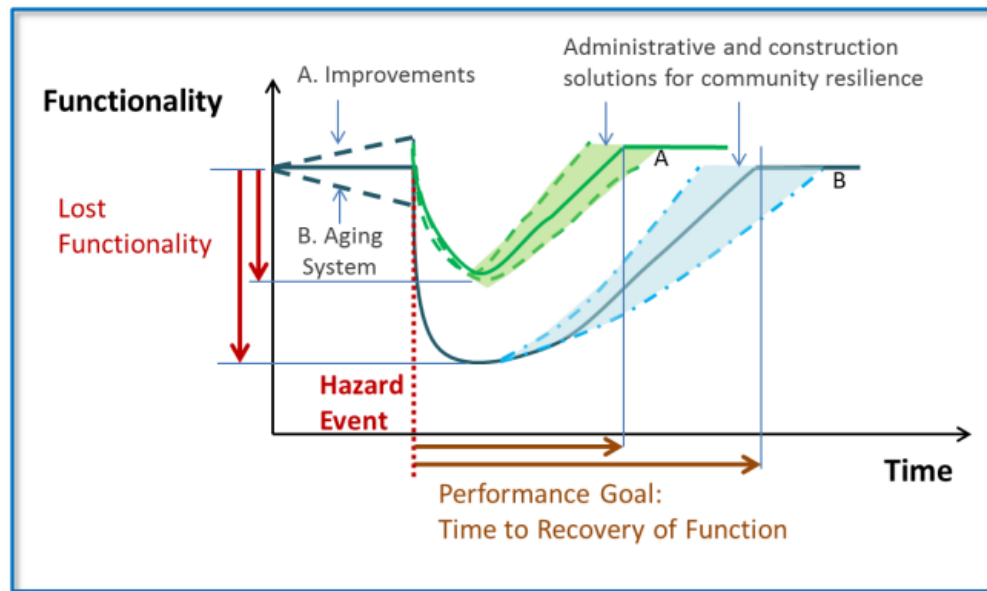 Administrative and construction
solutions for community resilience
A. Improvements
Functionality
A
B
Lost
Functionality
B. Aging
System
Hazard
Event
Time
Performance Goal:
Time to Recovery of Function